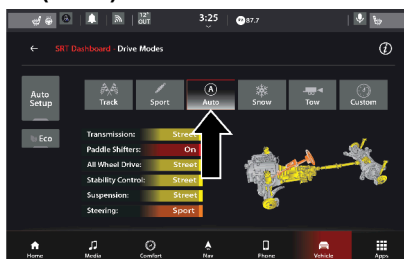 12° OUT 3:25 87.7
SRT Dashboard Drive Modes
Auto Setup
Track Sport Auto Snow Tow Custom
Eco
Transmission: Street
Paddle Shifters: On
All Wheel Drive: Street
Stability Control: Street
Suspension: Street
Steering: Sport
Home Media Comfort Nav Phone Vehicle Apps